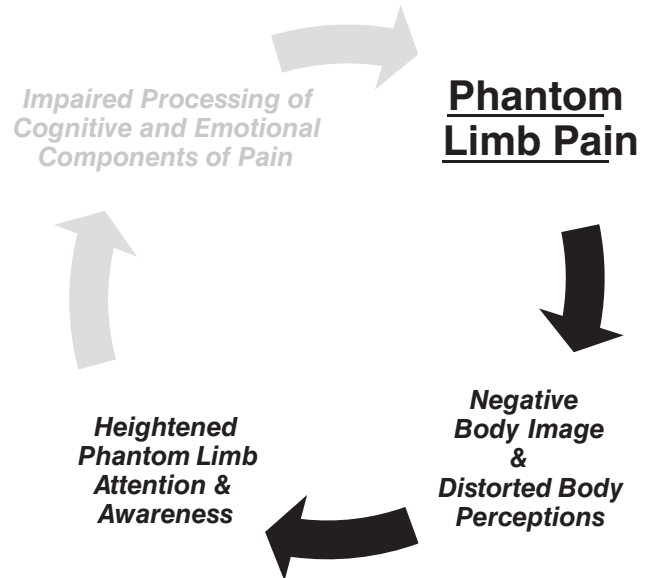 Impaired Processing of
Cognitive and Emotional
Components of Pain
Phantom
Limb Pain
Negative
Body Image
&
Distorted Body
Perceptions
Heightened
Phantom Limb
Attention &
Awareness